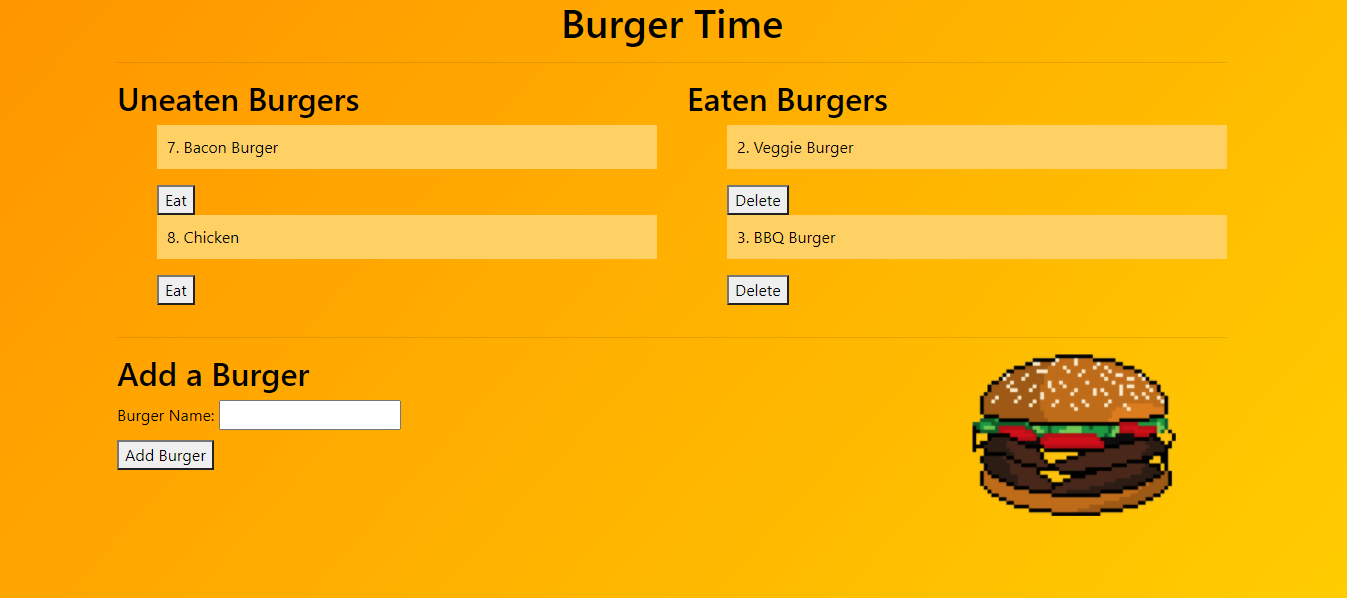 Burger Time
Uneaten Burgers
7. Bacon Burger
Eat
8. Chicken
Eat
Eaten Burgers
2. Veggie Burger
Delete
3. BBQ Burger
Delete
Add a Burger
Burger Name:
Add Burger